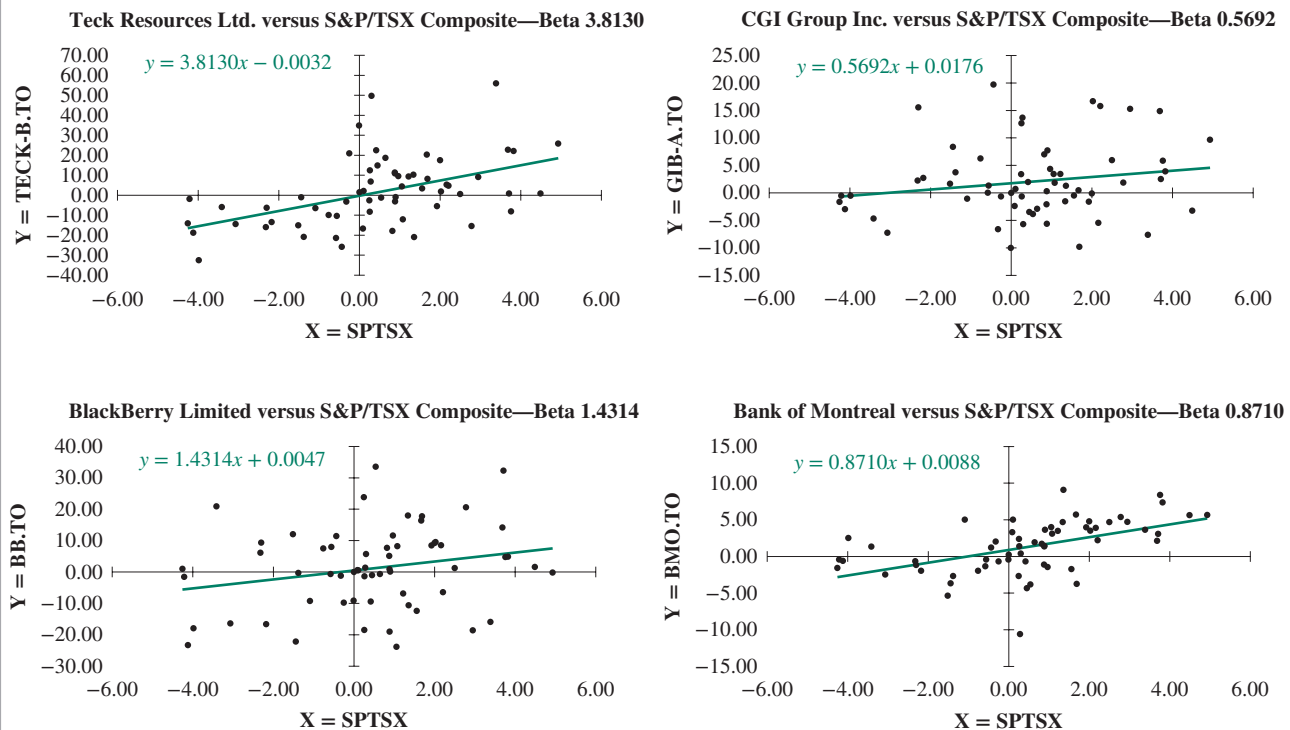 Teck Resources Ltd. versus S&P/TSX Composite—Beta 3.8130
y = 3.8130x − 0.0032
Y = TECK-B.TO
70.00
60.00
50.00
40.00
30.00
20.00
10.00
0.00
−10.00
−20.00
−30.00
−40.00
−6.00 −4.00 −2.00 0.00 2.00 4.00 6.00
X = SPTSX
CGI Group Inc. versus S&P/TSX Composite—Beta 0.5692
y = 0.5692x + 0.0176
Y = GIB-A.TO
25.00
20.00
15.00
10.00
5.00
0.00
−5.00
−10.00
−15.00
−6.00 −4.00 −2.00 0.00 2.00 4.00 6.00
X = SPTSX
BlackBerry Limited versus S&P/TSX Composite—Beta 1.4314
y = 1.4314x + 0.0047
Y = BB.TO
40.00
30.00
20.00
10.00
0.00
−10.00
−20.00
−30.00
−6.00 −4.00 −2.00 0.00 2.00 4.00 6.00
X = SPTSX
Bank of Montreal versus S&P/TSX Composite—Beta 0.8710
y = 0.8710x + 0.0088
Y = BMO.TO
15.00
10.00
5.00
0.00
−5.00
−10.00
−15.00
−6.00 −4.00 −2.00 0.00 2.00 4.00 6.00
X = SPTSX